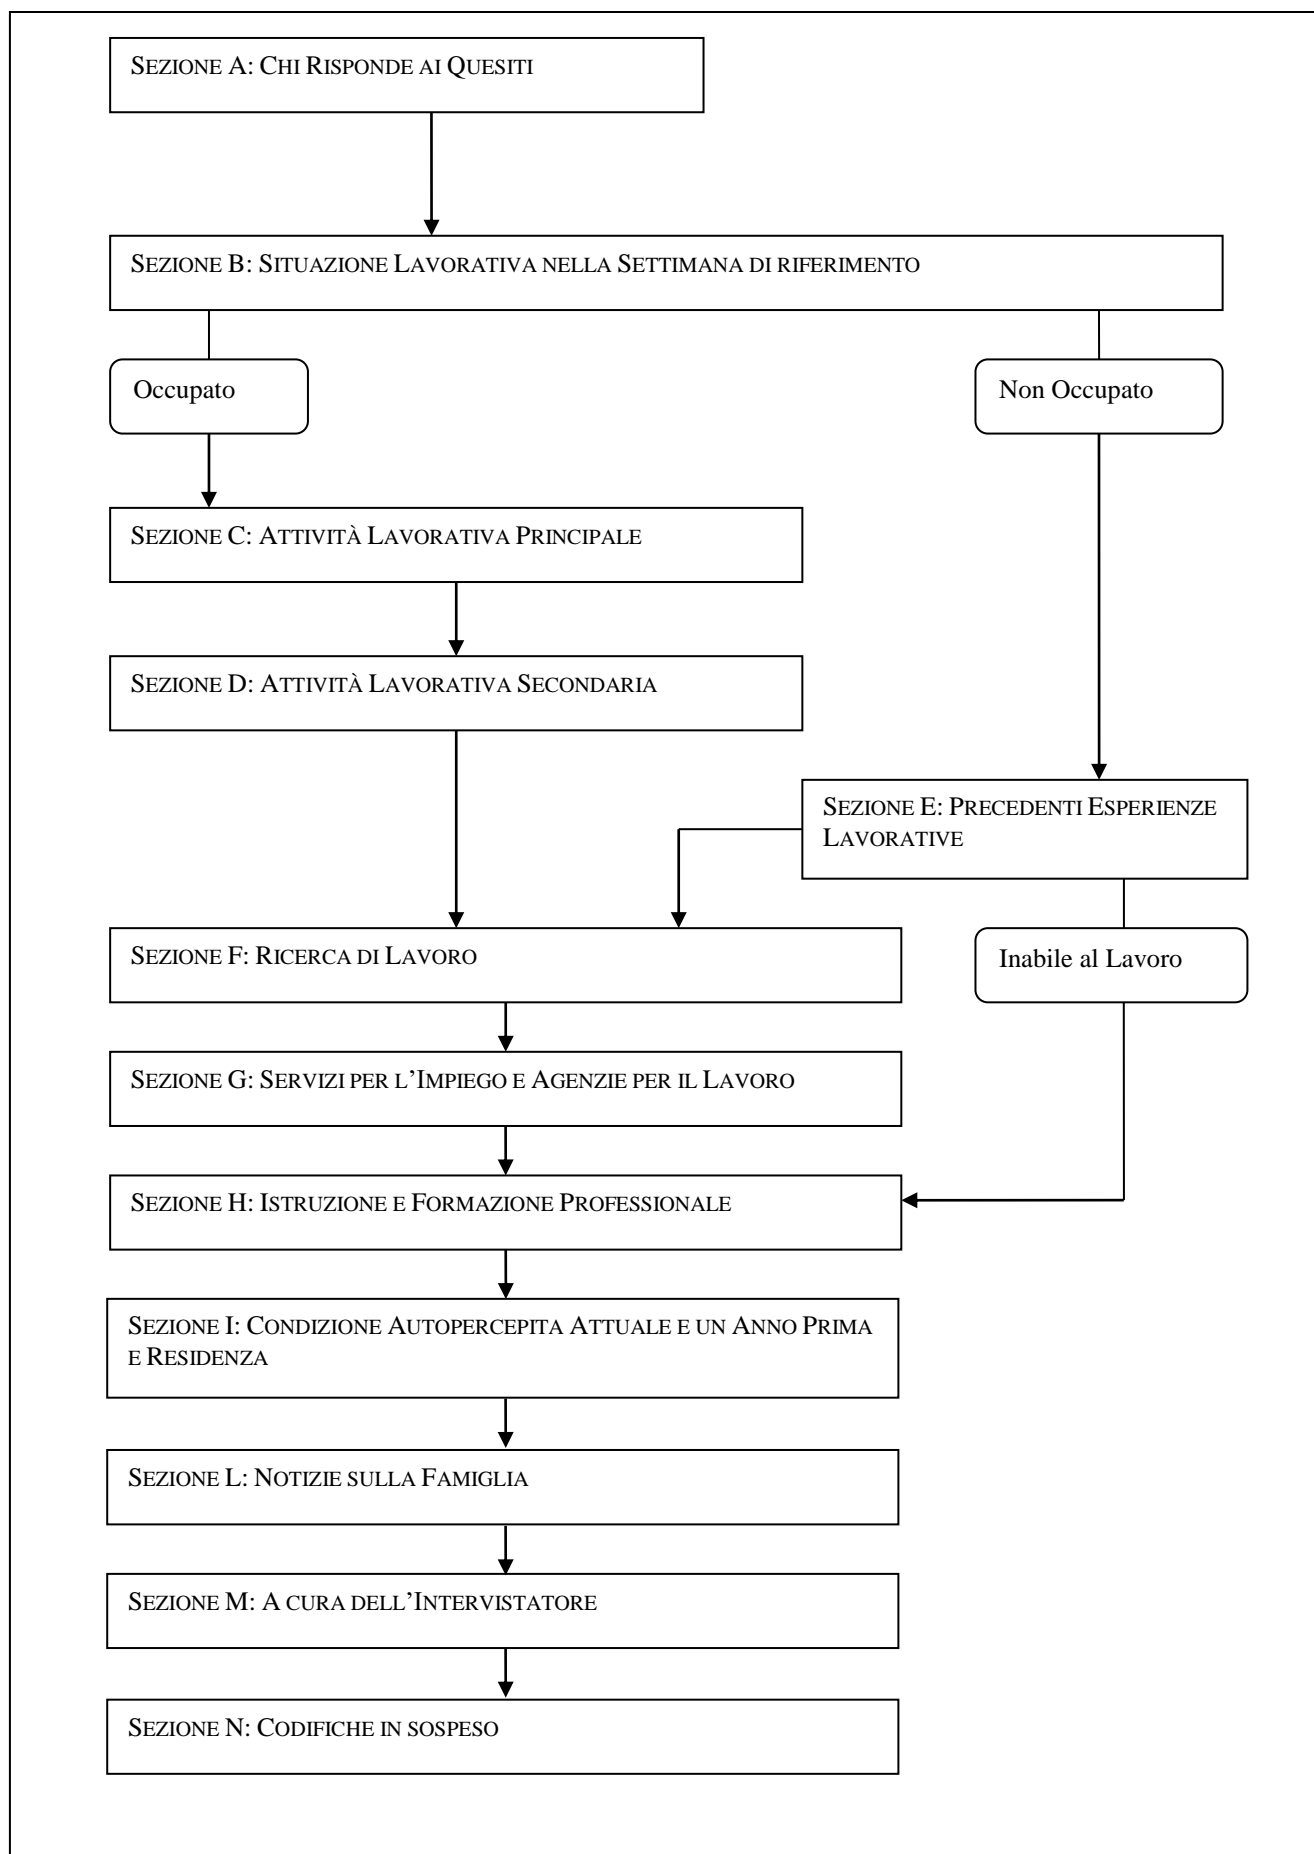 SEZIONE A: CHI RISPONDE AI QUESITI
SEZIONE B: SITUAZIONE LAVORATIVA NELLA SETTIMANA DI RIFERIMENTO
Occupato
Non Occupato
SEZIONE C: ATTIVITÀ LAVORATIVA PRINCIPALE
SEZIONE D: ATTIVITÀ LAVORATIVA SECONDARIA
SEZIONE E: PRECEDENTI ESPERIENZE
LAVORATIVE
SEZIONE F: RICERCA DI LAVORO
Inabile al Lavoro
SEZIONE G: SERVIZI PER L’IMPIEGO E AGENZIE PER IL LAVORO
SEZIONE H: ISTRUZIONE E FORMAZIONE PROFESSIONALE
SEZIONE I: CONDIZIONE AUTOPERCEPITA ATTUALE E UN ANNO PRIMA
E RESIDENZA
SEZIONE L: NOTIZIE SULLA FAMIGLIA
SEZIONE M: A CURA DELL’INTERVISTATORE
SEZIONE N: CODIFICHE IN SOSPESO